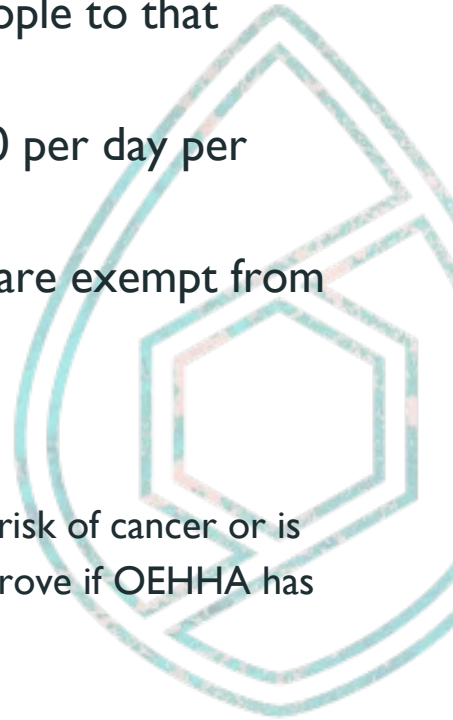 ople to that
0 per day per
are exempt from
risk of cancer or is
rove if OEHHA has